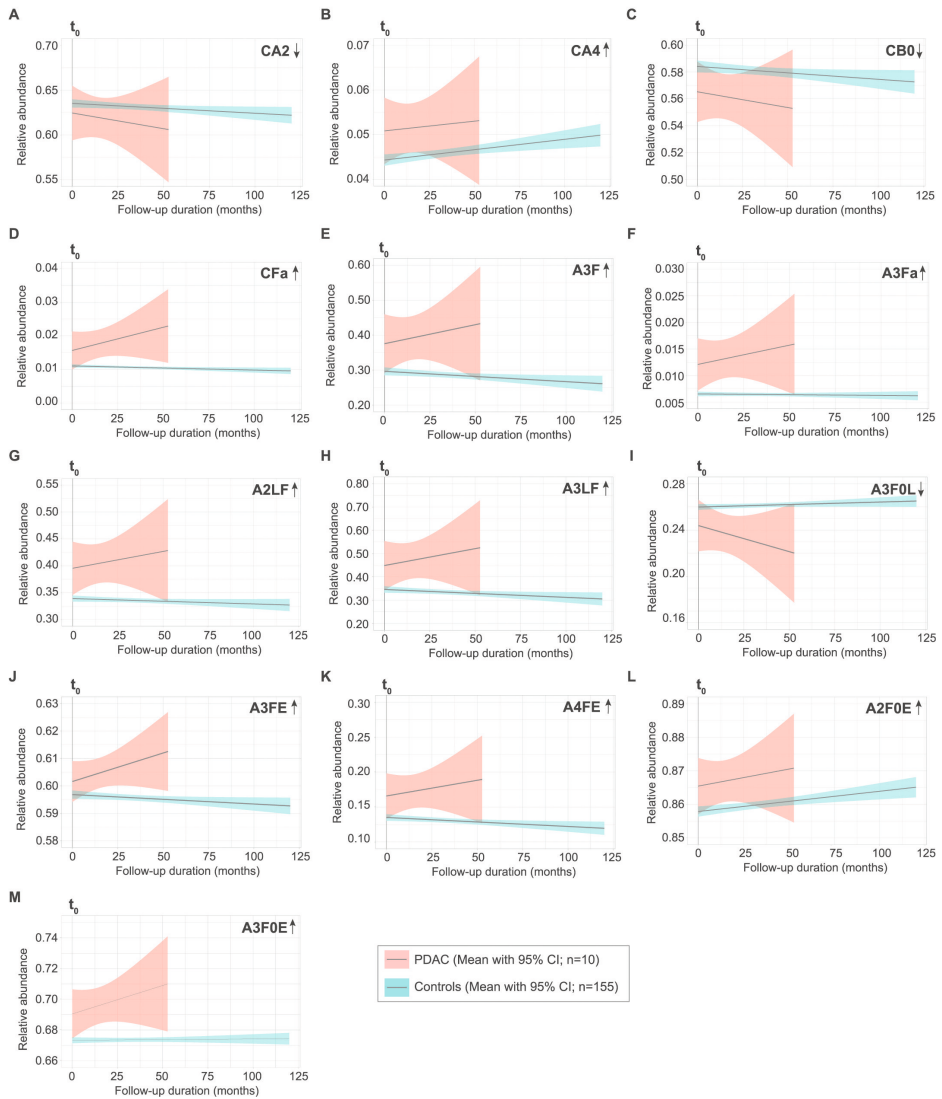 A
t0
CA2 ↓
Relative abundance
0.70
0.65
0.60
0.55
0 25 50 75 100 125
Follow-up duration (months)
B
t0
CA4 ↑
Relative abundance
0.07
0.06
0.05
0.04
0 25 50 75 100 125
Follow-up duration (months)
C
t0
CB0 ↓
Relative abundance
0.60
0.58
0.56
0.54
0.52
0.50
0 25 50 75 100 125
Follow-up duration (months)
D
t0
CFa ↑
Relative abundance
0.04
0.03
0.02
0.01
0.00
0 25 50 75 100 125
Follow-up duration (months)
E
t0
A3F ↑
Relative abundance
0.60
0.50
0.40
0.30
0.20
0 25 50 75 100 125
Follow-up duration (months)
F
t0
A3Fa ↑
Relative abundance
0.030
0.025
0.020
0.015
0.010
0.005
0 25 50 75 100 125
Follow-up duration (months)
G
t0
A2LF ↑
Relative abundance
0.55
0.50
0.45
0.40
0.35
0.30
0 25 50 75 100 125
Follow-up duration (months)
H
t0
A3LF ↑
Relative abundance
0.80
0.70
0.60
0.50
0.40
0.30
0.20
0 25 50 75 100 125
Follow-up duration (months)
I
t0
A3F0L ↓
Relative abundance
0.28
0.24
0.20
0.16
0 25 50 75 100 125
Follow-up duration (months)
J
t0
A3FE ↑
Relative abundance
0.63
0.62
0.61
0.60
0.59
0.58
0 25 50 75 100 125
Follow-up duration (months)
K
t0
A4FE ↑
Relative abundance
0.30
0.25
0.20
0.15
0.10
0 25 50 75 100 125
Follow-up duration (months)
L
t0
A2F0E ↑
Relative abundance
0.89
0.88
0.87
0.86
0.85
0 25 50 75 100 125
Follow-up duration (months)
M
t0
A3F0E ↑
Relative abundance
0.74
0.72
0.70
0.68
0.66
0 25 50 75 100 125
Follow-up duration (months)
PDAC (Mean with 95% CI; n=10)
Controls (Mean with 95% CI; n=155)